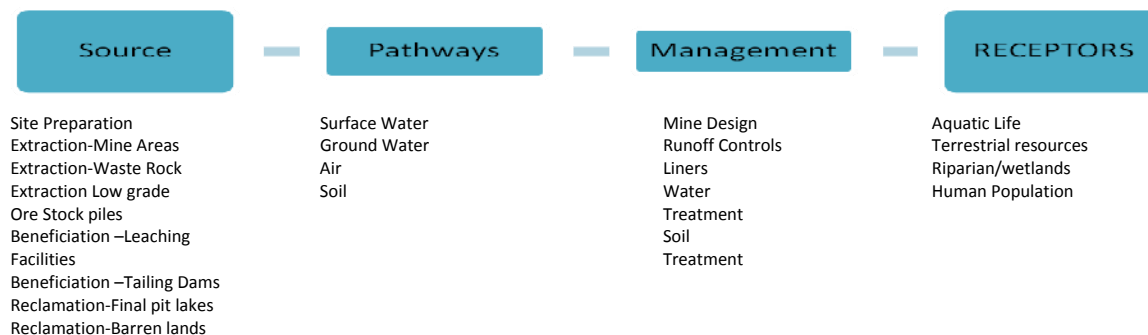 Source
Pathways
Management
RECEPTORS
Site Preparation
Extraction-Mine Areas
Extraction-Waste Rock
Extraction Low grade
Ore Stock piles
Beneficiation –Leaching
Facilities
Beneficiation –Tailing Dams
Reclamation-Final pit lakes
Reclamation-Barren lands
Surface Water
Ground Water
Air
Soil
Mine Design
Runoff Controls
Liners
Water
Treatment
Soil
Treatment
Aquatic Life
Terrestrial resources
Riparian/wetlands
Human Population